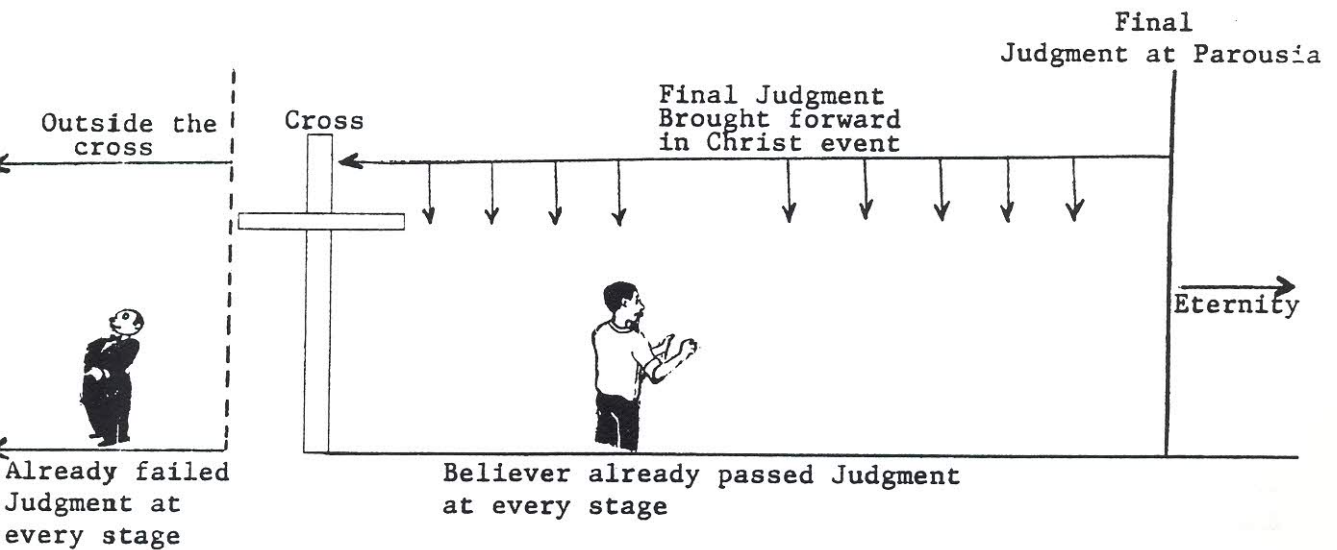 Final
Judgment at Parousia
Outside the
cross
Cross
Final Judgment
Brought forward
in Christ event
Eternity
Already failed
Judgment at
every stage
Believer already passed Judgment
at every stage